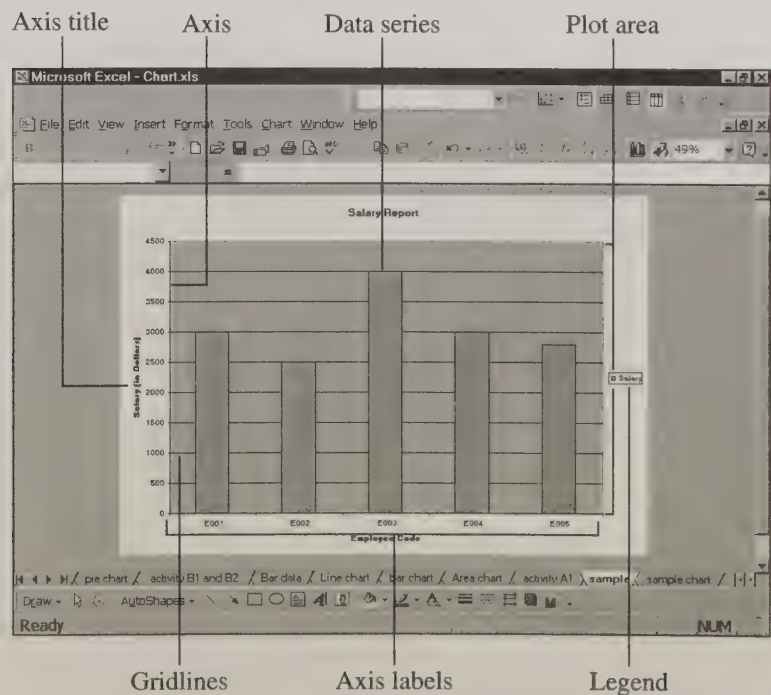 Axis title Axis Data series Plot area
Microsoft Excel - Chart.xls
File Edit View Insert Format Tools Chart Window Help
49%
=
Salary Report
4500
4000
3500
3000
2500
2000
1500
1000
500
0
Salary (in Dollars)
Salary
E001 E002 E003 E004 E005
Employee Code
pie chart activity B1 and B2 Bar data Line chart bar chart Area chart activity A1 sample sample chart
Draw AutoShapes
Ready NUM
Gridlines Axis labels Legend